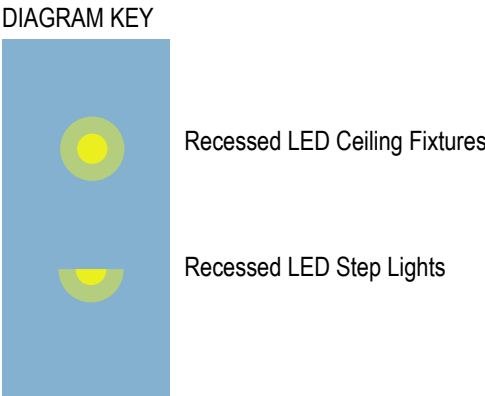 DIAGRAM KEY
Recessed LED Ceiling Fixtures
Recessed LED Step Lights